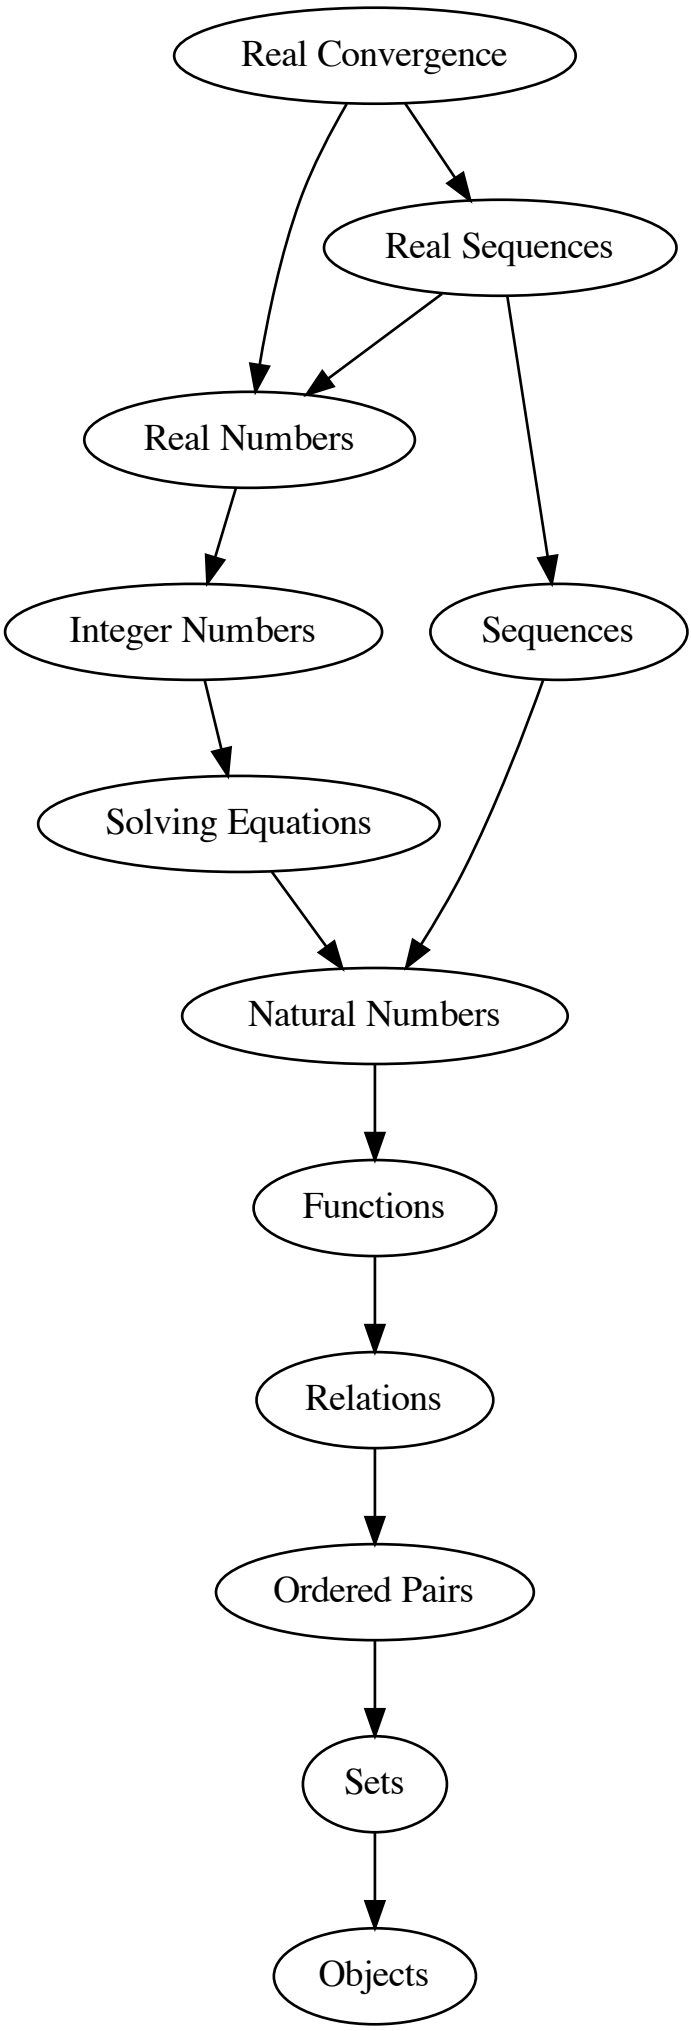 Real Convergence
Real Sequences
Real Numbers
Integer Numbers
Sequences
Solving Equations
Natural Numbers
Functions
Relations
Ordered Pairs
Sets
Objects